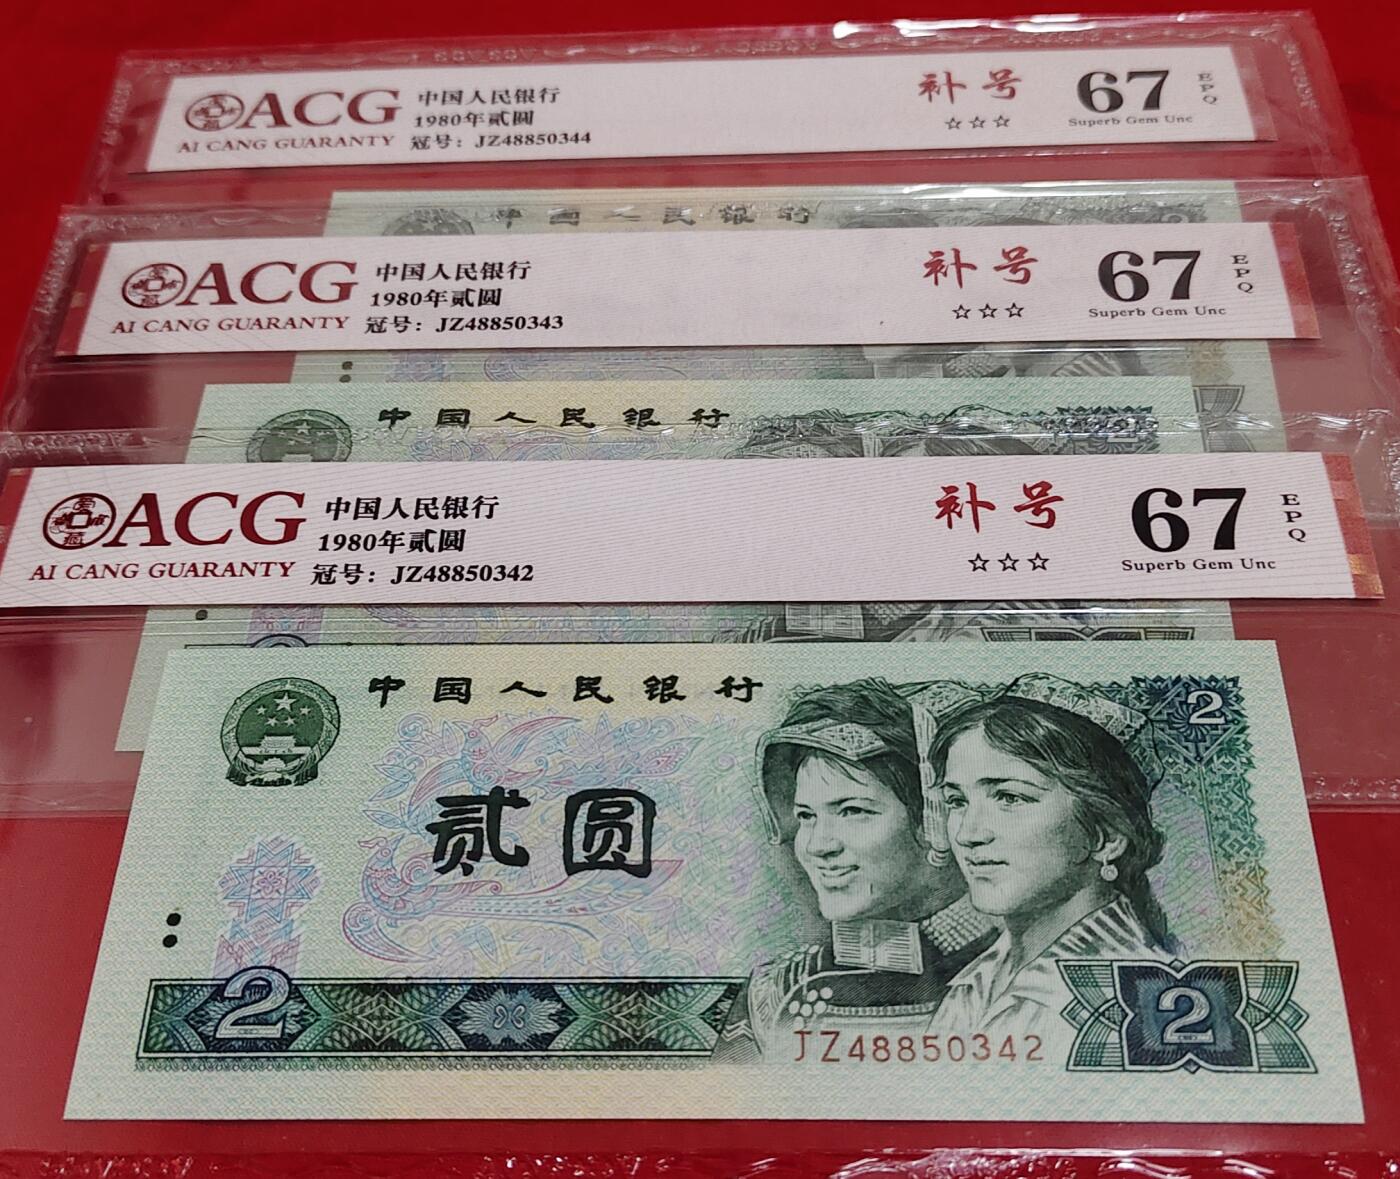 ACG
AI CANG GUARANTY
中国人民银行
1980年贰圆
冠号：JZ48850344
补号
☆☆☆
67
Superb Gem Unc
EPQ
中国人民银行
ACG
AI CANG GUARANTY
中国人民银行
1980年贰圆
冠号：JZ48850343
补号
☆☆☆
67
Superb Gem Unc
EPQ
中国人民银行
2
ACG
AI CANG GUARANTY
中国人民银行
1980年贰圆
冠号：JZ48850342
补号
☆☆☆
67
Superb Gem Unc
EPQ
中国人民银行
2
贰圆
2
JZ48850342
2